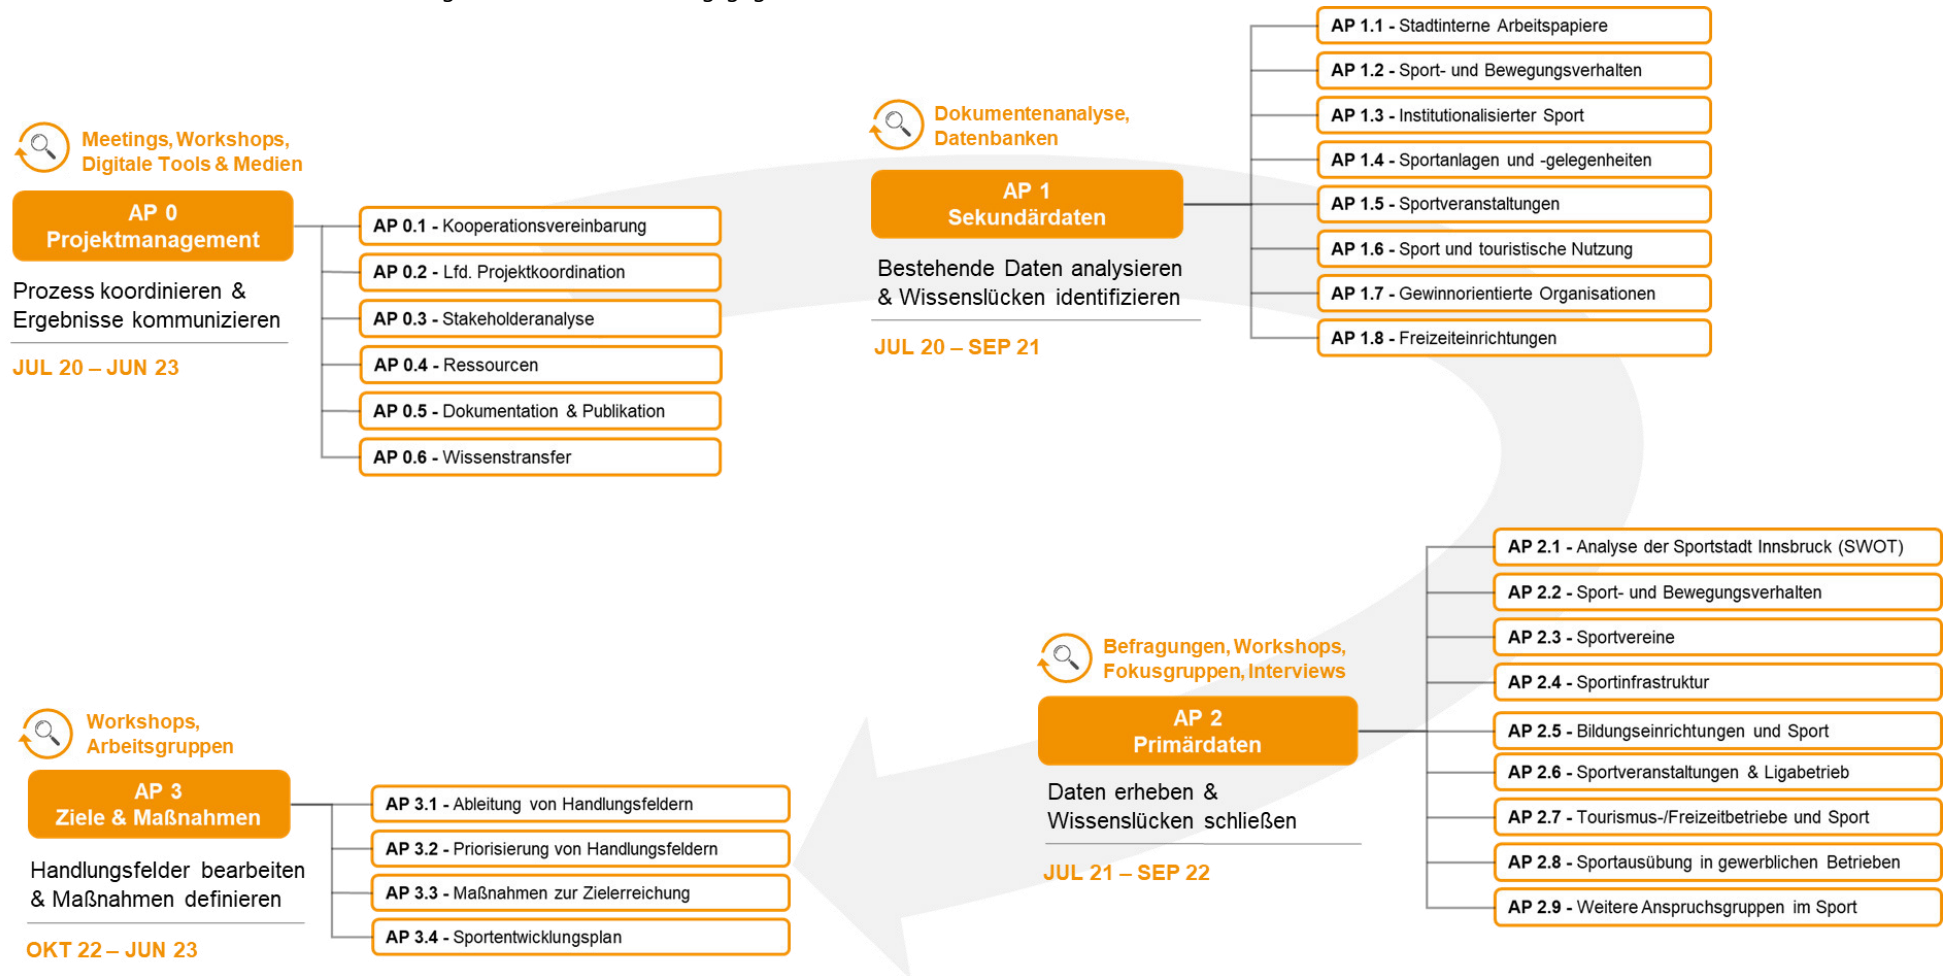 Meetings, Workshops,
Digitale Tools & Medien
AP 0
Projektmanagement
Prozess koordinieren &
Ergebnisse kommunizieren
JUL 20 – JUN 23
AP 0.1 - Kooperationsvereinbarung
AP 0.2 - Lfd. Projektkoordination
AP 0.3 - Stakeholderanalyse
AP 0.4 - Ressourcen
AP 0.5 - Dokumentation & Publikation
AP 0.6 - Wissenstransfer
Dokumentenanalyse,
Datenbanken
AP 1
Sekundärdaten
Bestehende Daten analysieren
& Wissenslücken identifizieren
JUL 20 – SEP 21
AP 1.1 - Stadtinterne Arbeitspapiere
AP 1.2 - Sport- und Bewegungsverhalten
AP 1.3 - Institutionalisierter Sport
AP 1.4 - Sportanlagen und -gelegenheiten
AP 1.5 - Sportveranstaltungen
AP 1.6 - Sport und touristische Nutzung
AP 1.7 - Gewinnorientierte Organisationen
AP 1.8 - Freizeiteinrichtungen
Befragungen, Workshops,
Fokusgruppen, Interviews
AP 2
Primärdaten
Daten erheben &
Wissenslücken schließen
JUL 21 – SEP 22
AP 2.1 - Analyse der Sportstadt Innsbruck (SWOT)
AP 2.2 - Sport- und Bewegungsverhalten
AP 2.3 - Sportvereine
AP 2.4 - Sportinfrastruktur
AP 2.5 - Bildungseinrichtungen und Sport
AP 2.6 - Sportveranstaltungen & Ligabetrieb
AP 2.7 - Tourismus-/Freizeitbetriebe und Sport
AP 2.8 - Sportausübung in gewerblichen Betrieben
AP 2.9 - Weitere Anspruchsgruppen im Sport
Workshops,
Arbeitsgruppen
AP 3
Ziele & Maßnahmen
Handlungsfelder bearbeiten
& Maßnahmen definieren
OKT 22 – JUN 23
AP 3.1 - Ableitung von Handlungsfeldern
AP 3.2 - Priorisierung von Handlungsfeldern
AP 3.3 - Maßnahmen zur Zielerreichung
AP 3.4 - Sportentwicklungsplan